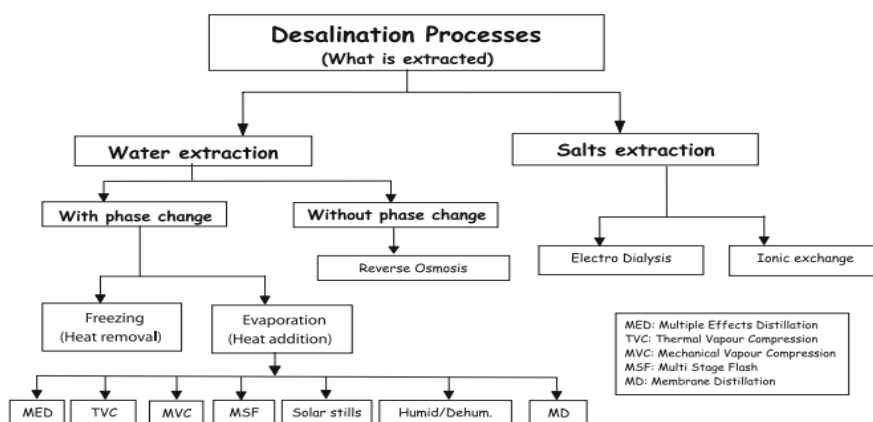 Desalination Processes
(What is extracted)
Water extraction
Salts extraction
With phase change
Without phase change
Reverse Osmosis
Electro Dialysis
Ionic exchange
Freezing
(Heat removal)
Evaporation
(Heat addition)
MED: Multiple Effects Distillation
TVC: Thermal Vapour Compression
MVC: Mechanical Vapour Compression
MSF: Multi Stage Flash
MD: Membrane Distillation
MED
TVC
MVC
MSF
Solar stills
Humid/Dehum.
MD